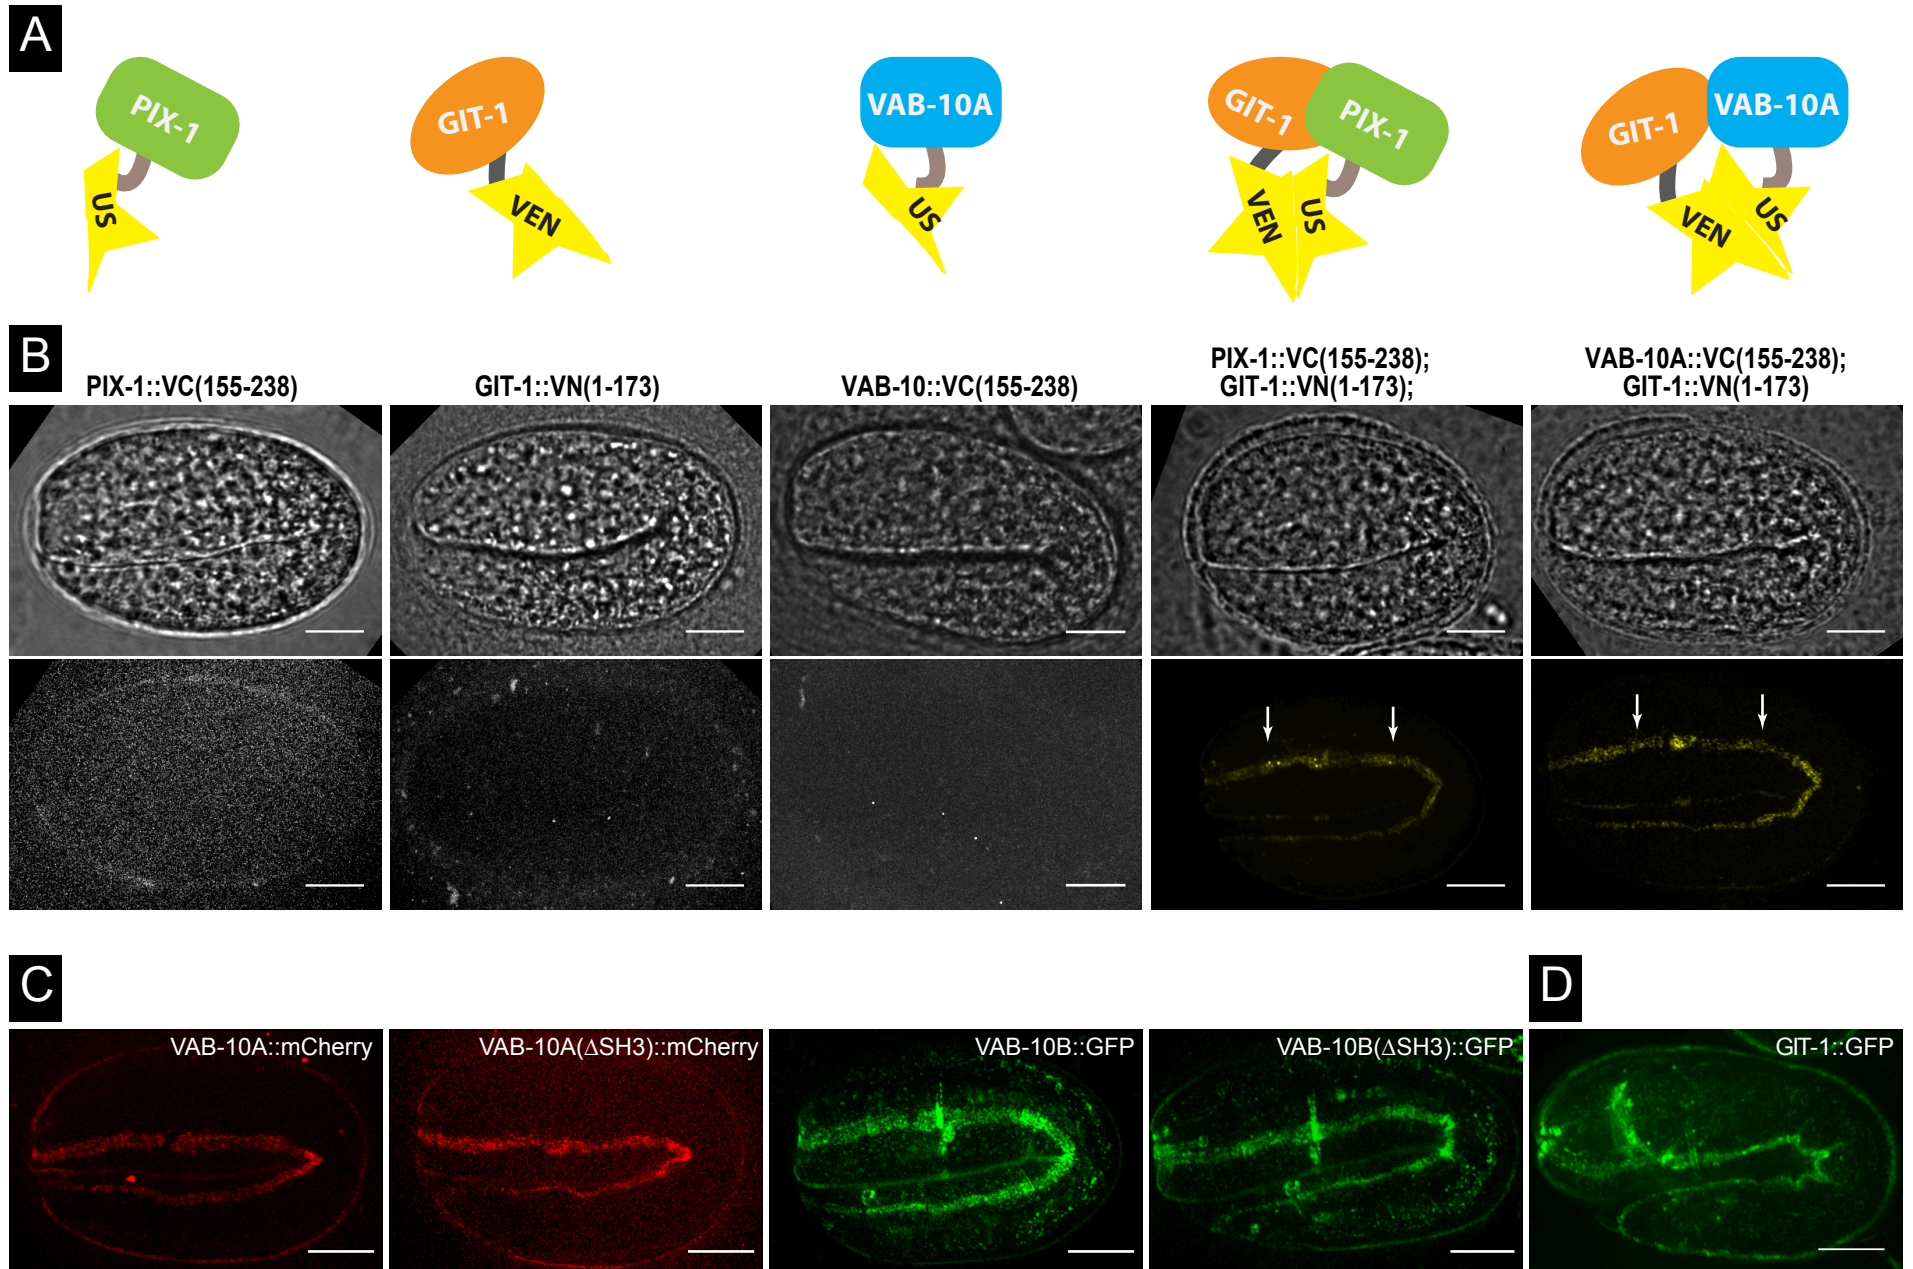 A
PIX-1
US
GIT-1
VEN
VAB-10A
US
GIT-1
PIX-1
VEN
US
GIT-1
VAB-10A
VEN
US
B
PIX-1::VC(155-238)
GIT-1::VN(1-173)
VAB-10::VC(155-238)
PIX-1::VC(155-238);
GIT-1::VN(1-173);
VAB-10A::VC(155-238);
GIT-1::VN(1-173)
C
VAB-10A::mCherry
VAB-10A(ΔSH3)::mCherry
VAB-10B::GFP
VAB-10B(ΔSH3)::GFP
D
GIT-1::GFP